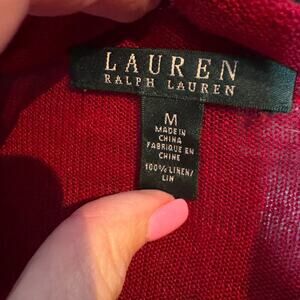 LAUREN
RALPH LAUREN
M
MADE IN
CHINA
FABRIQUE EN
CHINE
100% LINEN/
LIN